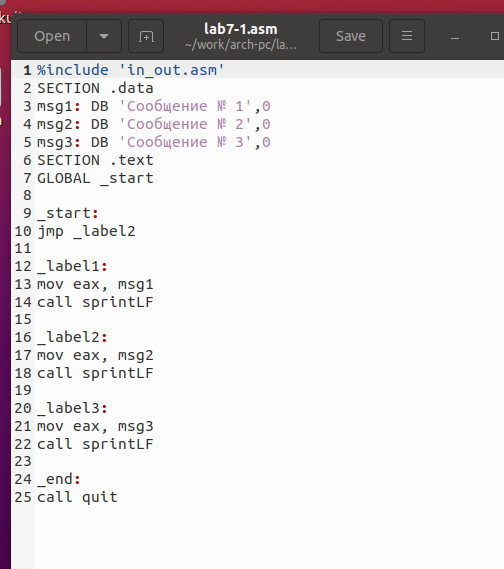 Open
lab7-1.asm
~/work/arch-pc/la...
Save
1 %include 'in_out.asm'
2 SECTION .data
3 msg1: DB 'Сообщение № 1',0
4 msg2: DB 'Сообщение № 2',0
5 msg3: DB 'Сообщение № 3',0
6 SECTION .text
7 GLOBAL _start
8
9 _start:
10 jmp _label2
11
12 _label1:
13 mov eax, msg1
14 call sprintLF
15
16 _label2:
17 mov eax, msg2
18 call sprintLF
19
20 _label3:
21 mov eax, msg3
22 call sprintLF
23
24 _end:
25 call quit